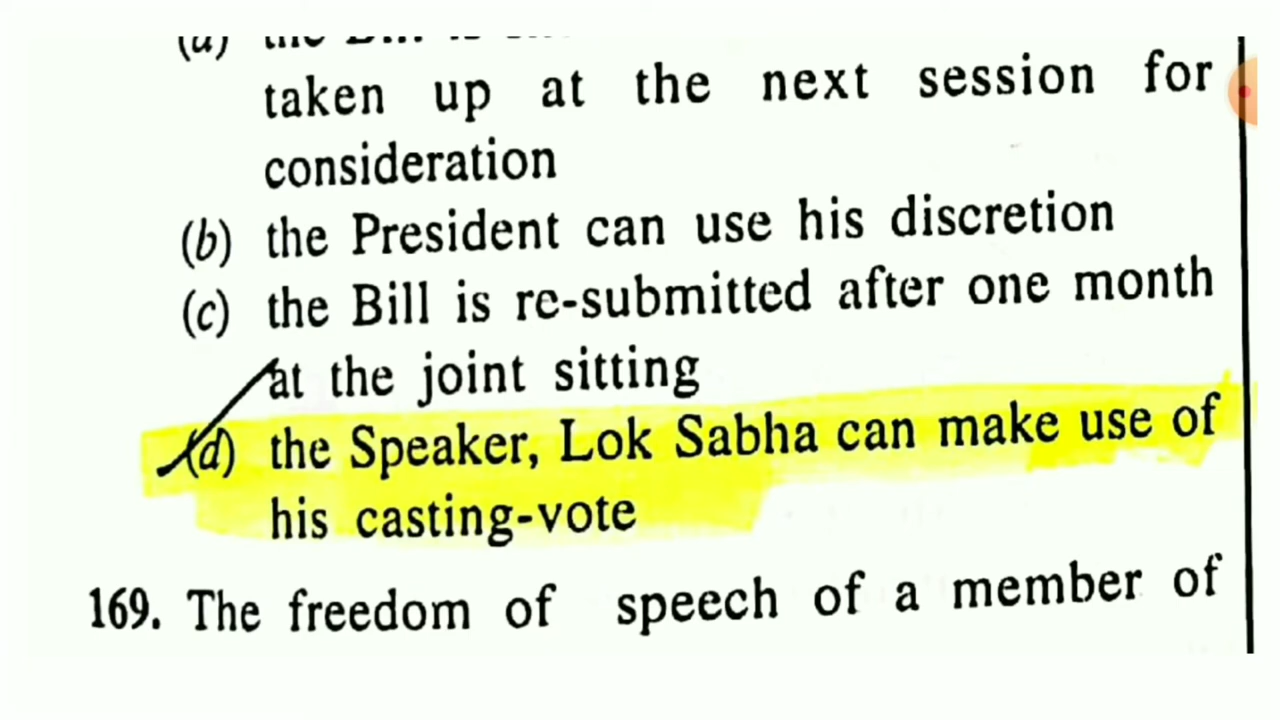 taken up at the next session for
consideration
(b) the President can use his discretion
(c) the Bill is re-submitted after one month
at the joint sitting
(d) the Speaker, Lok Sabha can make use of
his casting-vote
169. The freedom of speech of a member of